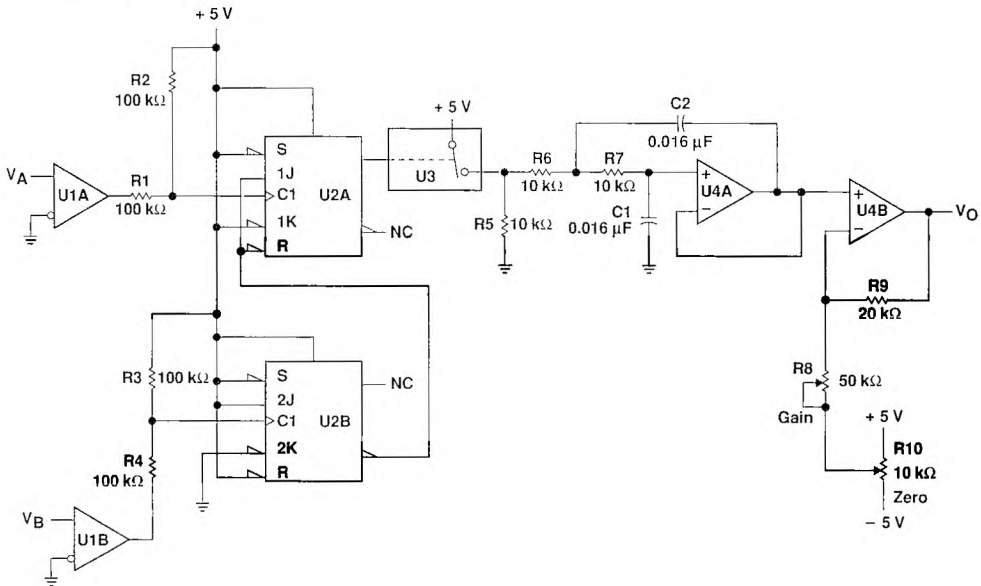 + 5 V
R2
100 kΩ
V_A
U1A
R1
100 kΩ
S
1J
C1
1K
R
U2A
NC
+ 5 V
U3
R5
10 kΩ
R6
10 kΩ
R7
10 kΩ
C2
0.016 μF
C1
0.016 μF
+
−
U4A
+
−
U4B
V_O
R9
20 kΩ
R8
50 kΩ
Gain
+ 5 V
R10
10 kΩ
Zero
− 5 V
R3
100 kΩ
R4
100 kΩ
V_B
U1B
S
2J
C1
2K
R
U2B
NC